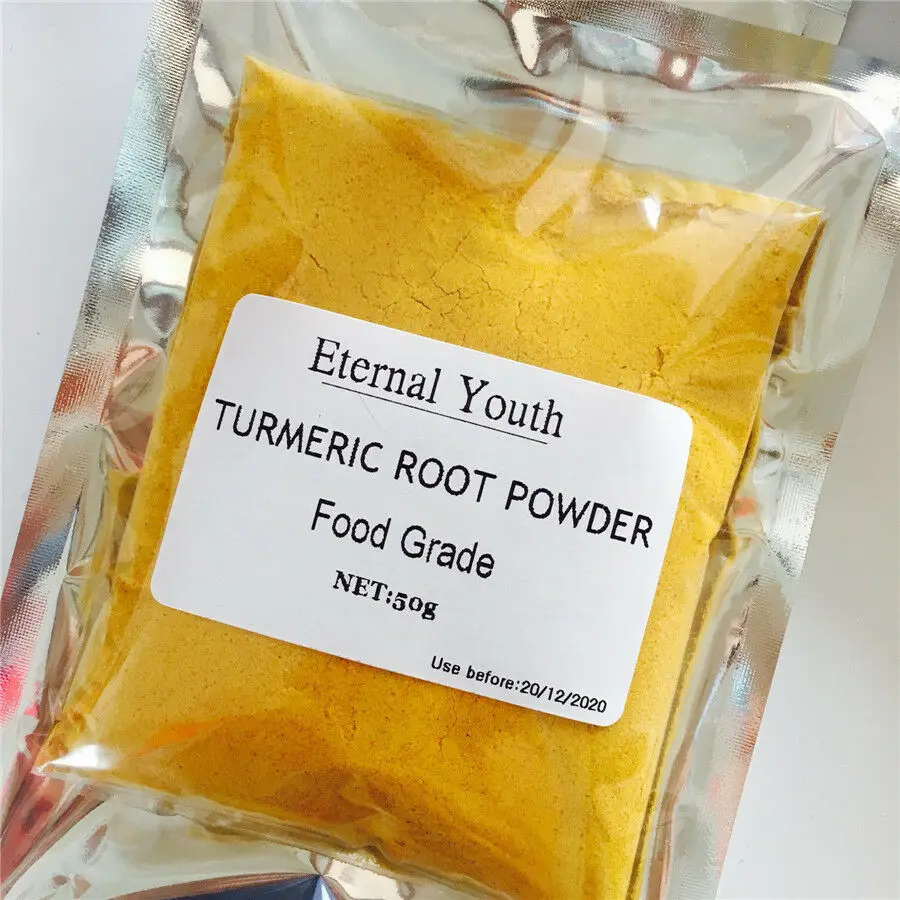 Eternal Youth
TURMERIC ROOT POWDER
Food Grade
NET:50g
Use before:20/12/2020